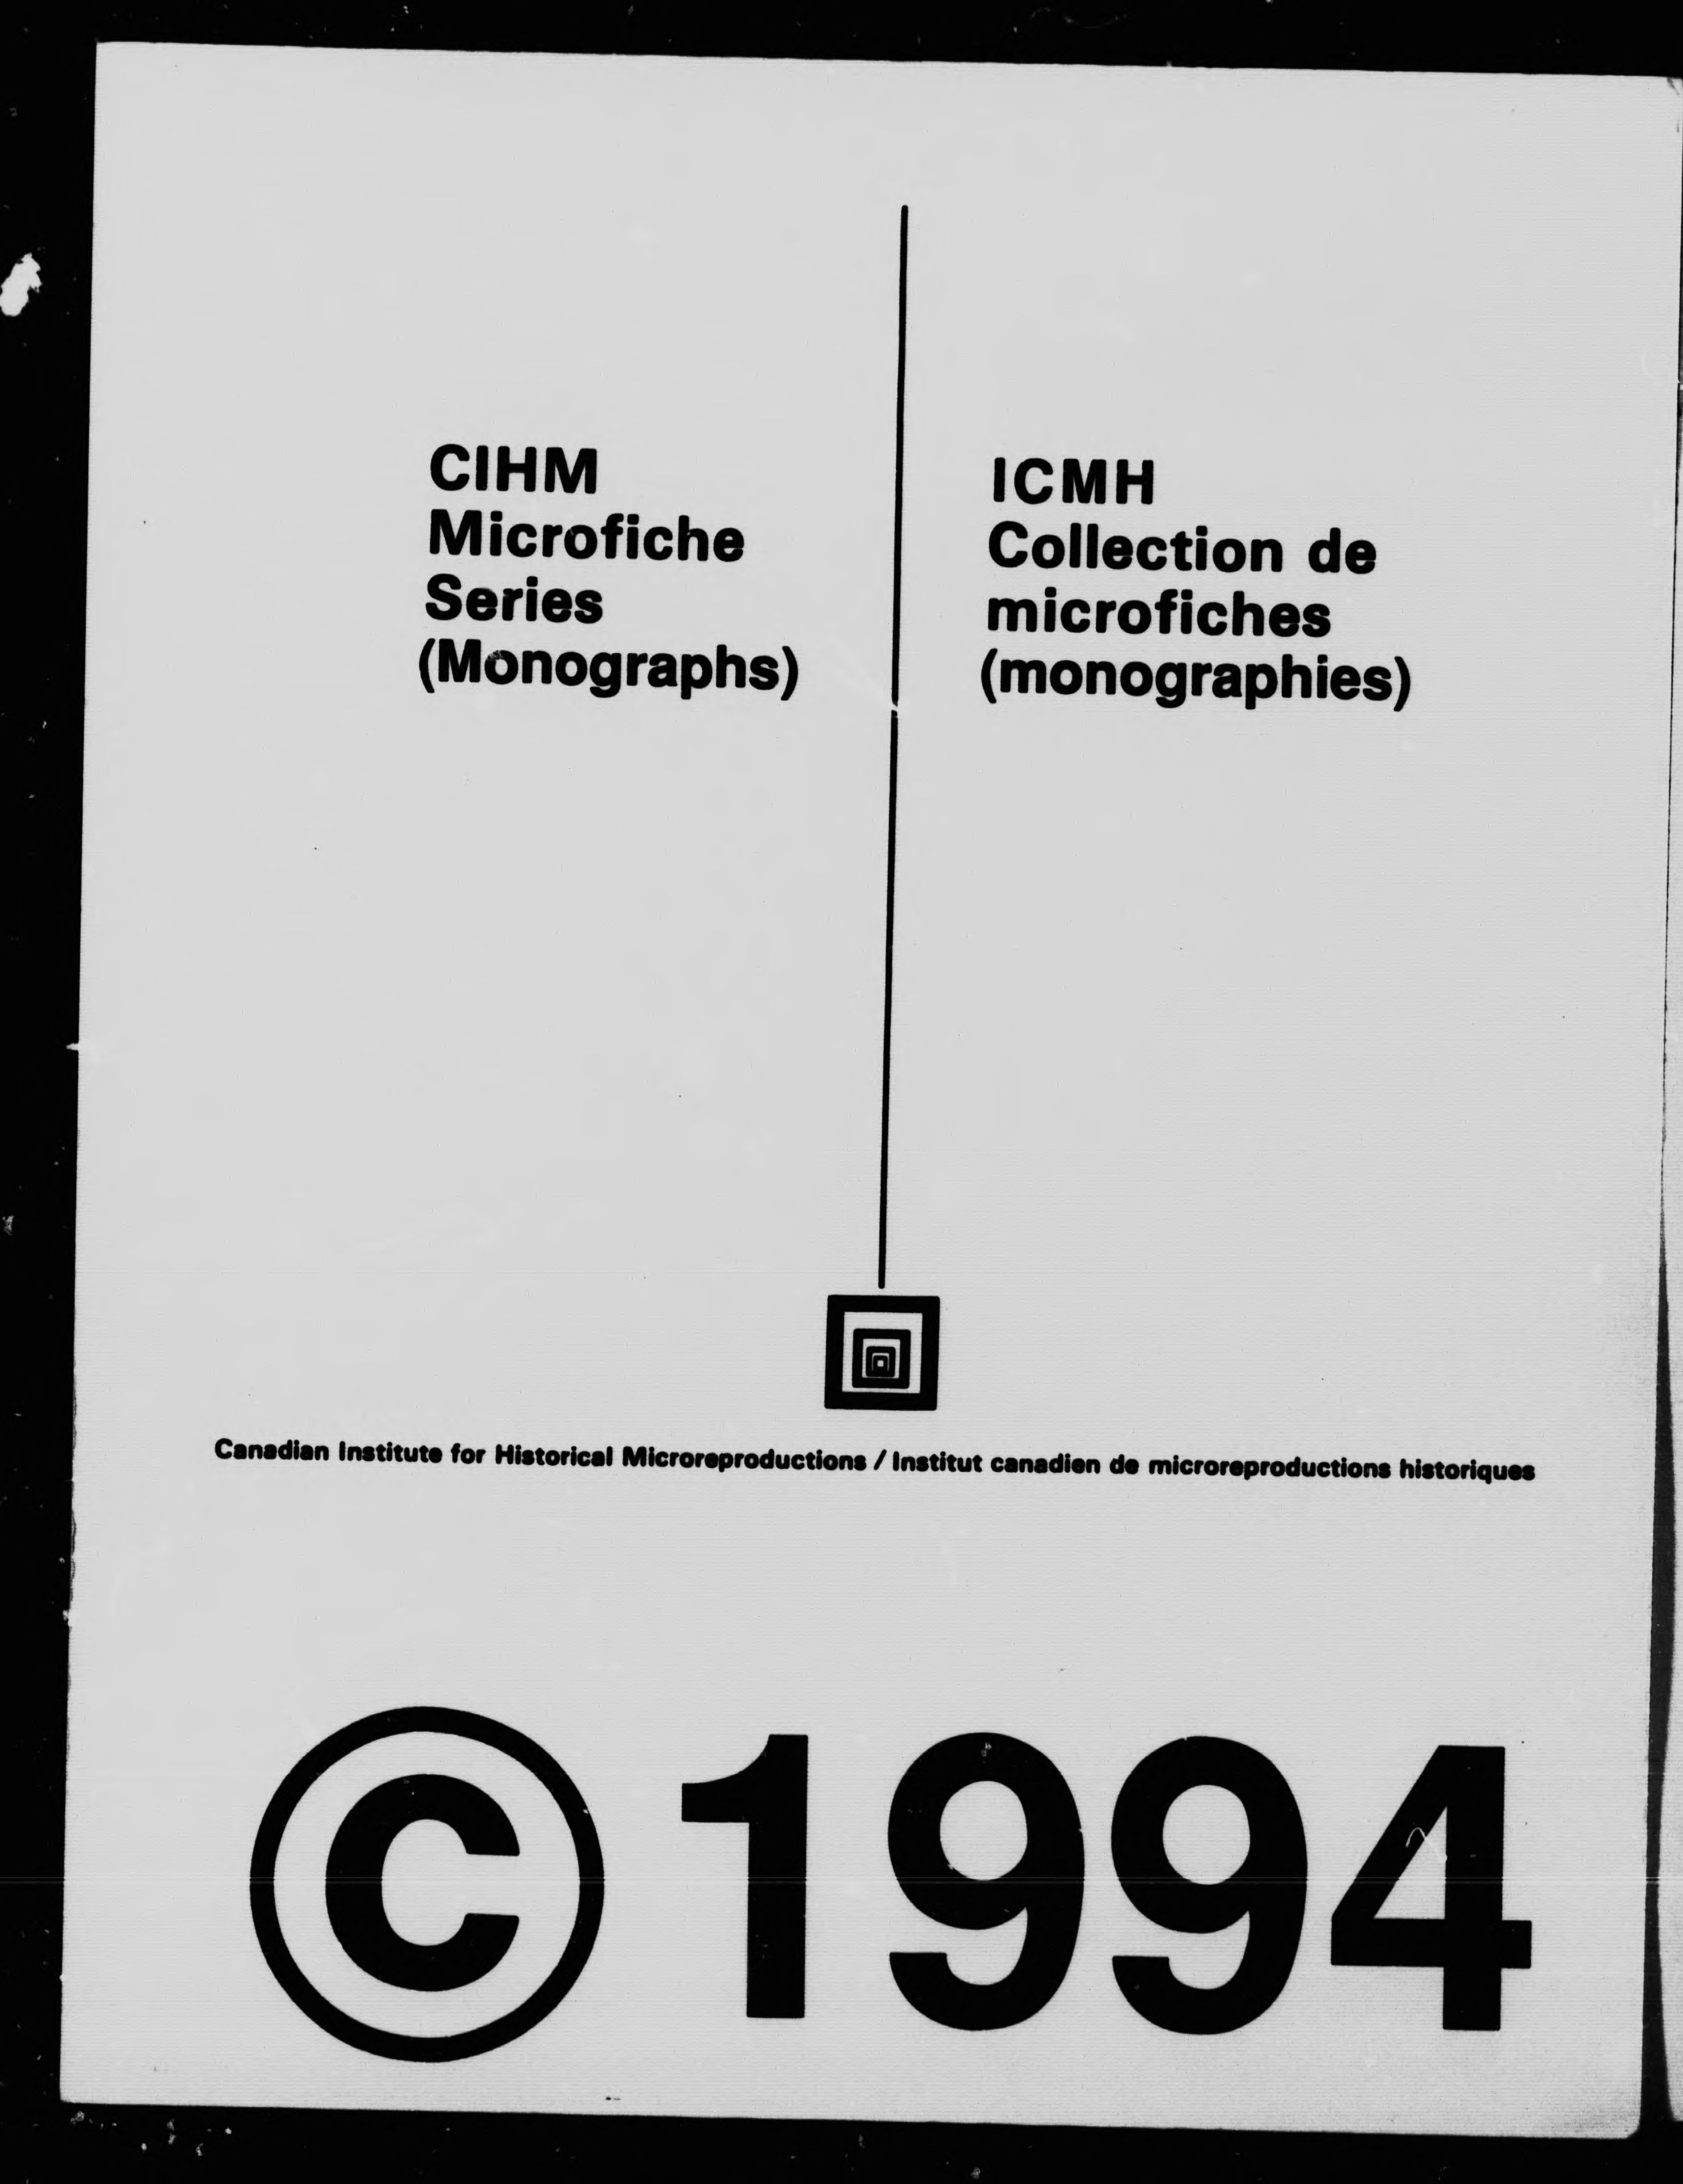 CIHM
Microfiche
Series
(Monographs)
ICMH
Collection de
microfiches
(monographies)
Canadian Institute for Historical Microreproductions / Institut canadien de microreproductions historiques
© 1994